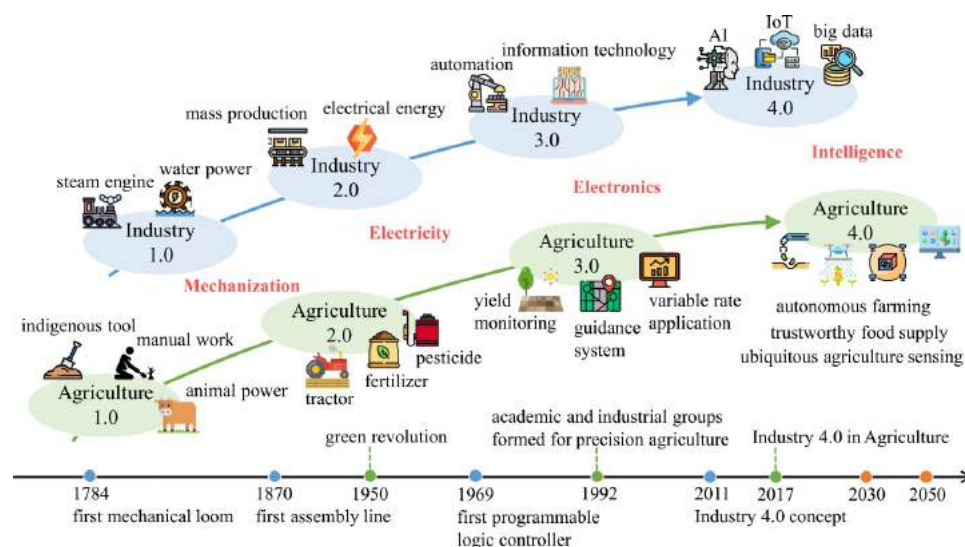 AI
IoT
big data
Industry
4.0
automation
information technology
Industry
3.0
mass production
electrical energy
Industry
2.0
steam engine
water power
Industry
1.0
Intelligence
Electronics
Electricity
Mechanization
Agriculture
4.0
autonomous farming
trustworthy food supply
ubiquitous agriculture sensing
Agriculture
3.0
yield
monitoring
guidance
system
variable rate
application
Agriculture
2.0
tractor
fertilizer
pesticide
indigenous tool
manual work
animal power
Agriculture
1.0
green revolution
academic and industrial groups
formed for precision agriculture
Industry 4.0 in Agriculture
1784
1870
1950
1969
1992
2011
2017
2030
2050
first mechanical loom
first assembly line
first programmable
logic controller
Industry 4.0 concept